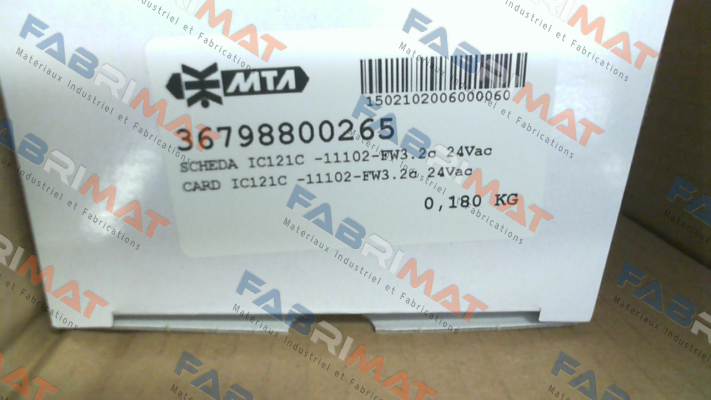 MTA
1502102006000060
36798800265
SCHEDA IC121C -11102-FW3.2c 24Vac
CARD IC121C -11102-FW3.2c 24Vac
0,180 KG
FABRIMAT
Materiaux Industriel et Fabrications